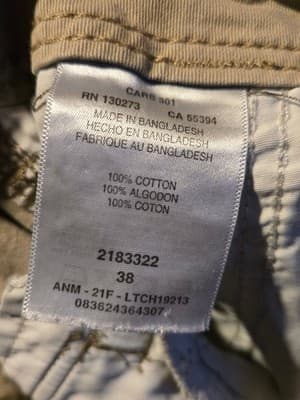 CARB 301
RN 130273 CA 55394
MADE IN BANGLADESH
HECHO EN BANGLADESH
FABRIQUE AU BANGLADESH
100% COTTON
100% ALGODON
100% COTON
2183322
38
ANM - 21F - LTCH19213
083624364307